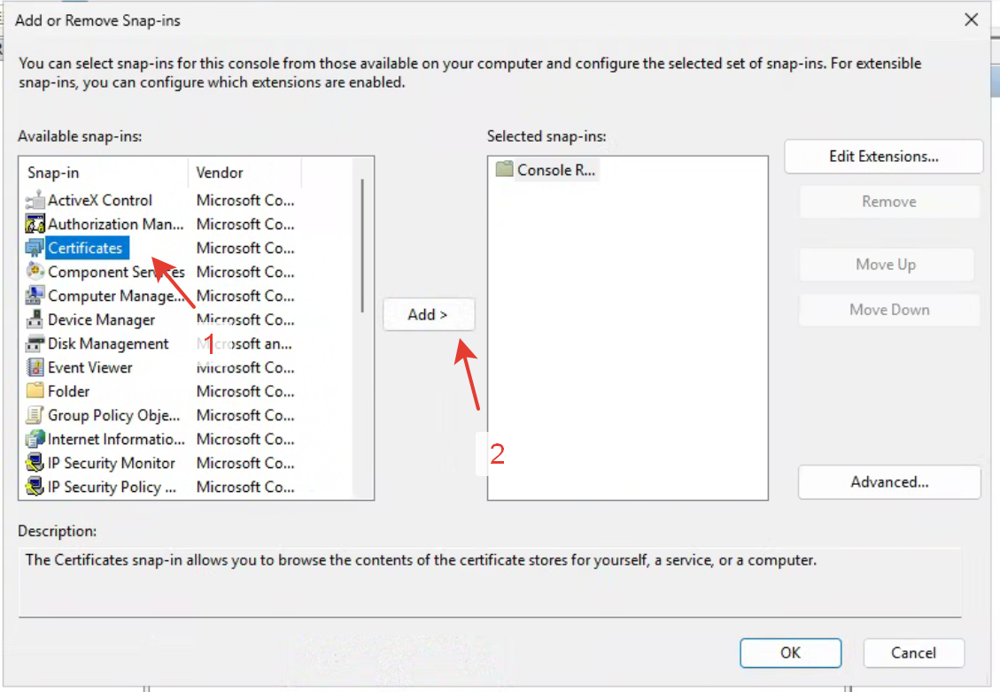 Add or Remove Snap-ins
You can select snap-ins for this console from those available on your computer and configure the selected set of snap-ins. For extensible
snap-ins, you can configure which extensions are enabled.
Available snap-ins:
Selected snap-ins:
Snap-in Vendor
ActiveX Control Microsoft Co...
Authorization Man... Microsoft Co...
Certificates Microsoft Co...
Component Services Microsoft Co...
Computer Manage... Microsoft Co...
Device Manager Microsoft Co...
1
Disk Management Microsoft an...
Event Viewer Microsoft Co...
Folder Microsoft Co...
Group Policy Obje... Microsoft Co...
Internet Informatio... Microsoft Co...
IP Security Monitor Microsoft Co...
IP Security Policy ... Microsoft Co...
Add >
2
Console R...
Edit Extensions...
Remove
Move Up
Move Down
Advanced...
Description:
The Certificates snap-in allows you to browse the contents of the certificate stores for yourself, a service, or a computer.
OK
Cancel